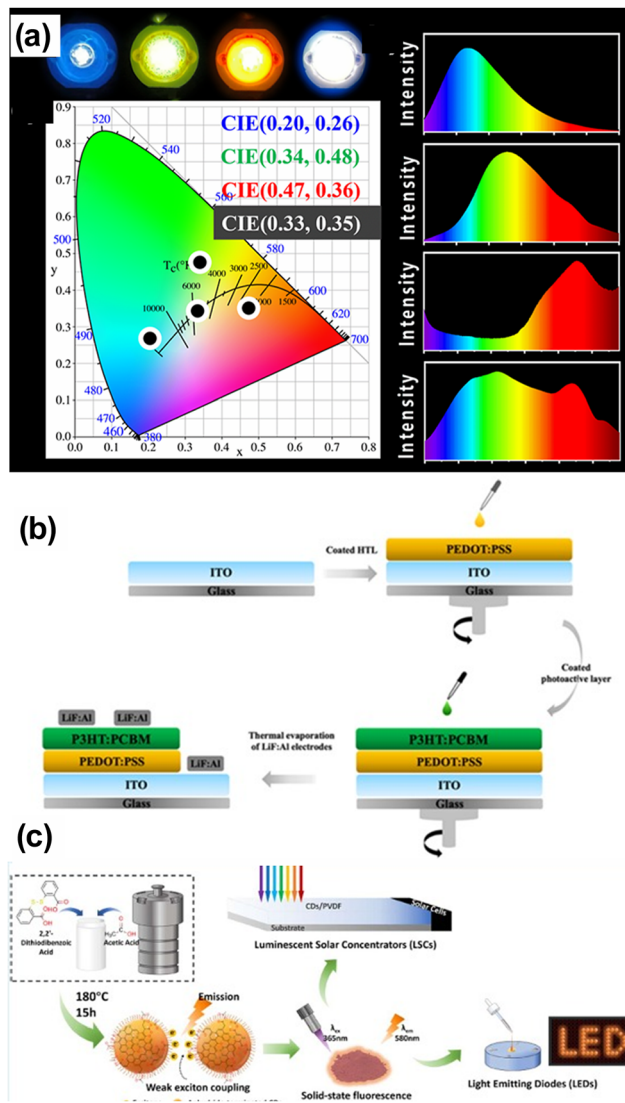 (a)
CIE(0.20, 0.26)
CIE(0.34, 0.48)
CIE(0.47, 0.36)
CIE(0.33, 0.35)
0.9
0.8
0.7
0.6
0.5
y
0.4
0.3
0.2
0.1
0.0
0.0 0.1 0.2 0.3 0.4 0.5 0.6 0.7 0.8
x
520
540
560
500
580
600
620
700
490
480
470
460
380
10000
6000
4000
3000
2500
1500
Intensity
Intensity
Intensity
Intensity
(b)
ITO
Glass
Coated HTL
PEDOT:PSS
ITO
Glass
Coated
photoactive layer
LiF:Al
LiF:Al
P3HT:PCBM
PEDOT:PSS
LiF:Al
ITO
Glass
Thermal evaporation
of LiF:Al electrodes
P3HT:PCBM
PEDOT:PSS
ITO
Glass
(c)
2,2'-
Dithiodibenzoic
Acid
Acetic Acid
CDs/PVDF
Solar Cells
Substrate
Luminescent Solar Concentrators (LSCs)
180°C
15h
Emission
Weak exciton coupling
λex
365nm
λem
580nm
Solid-state fluorescence
LED
Light Emitting Diodes (LEDs)